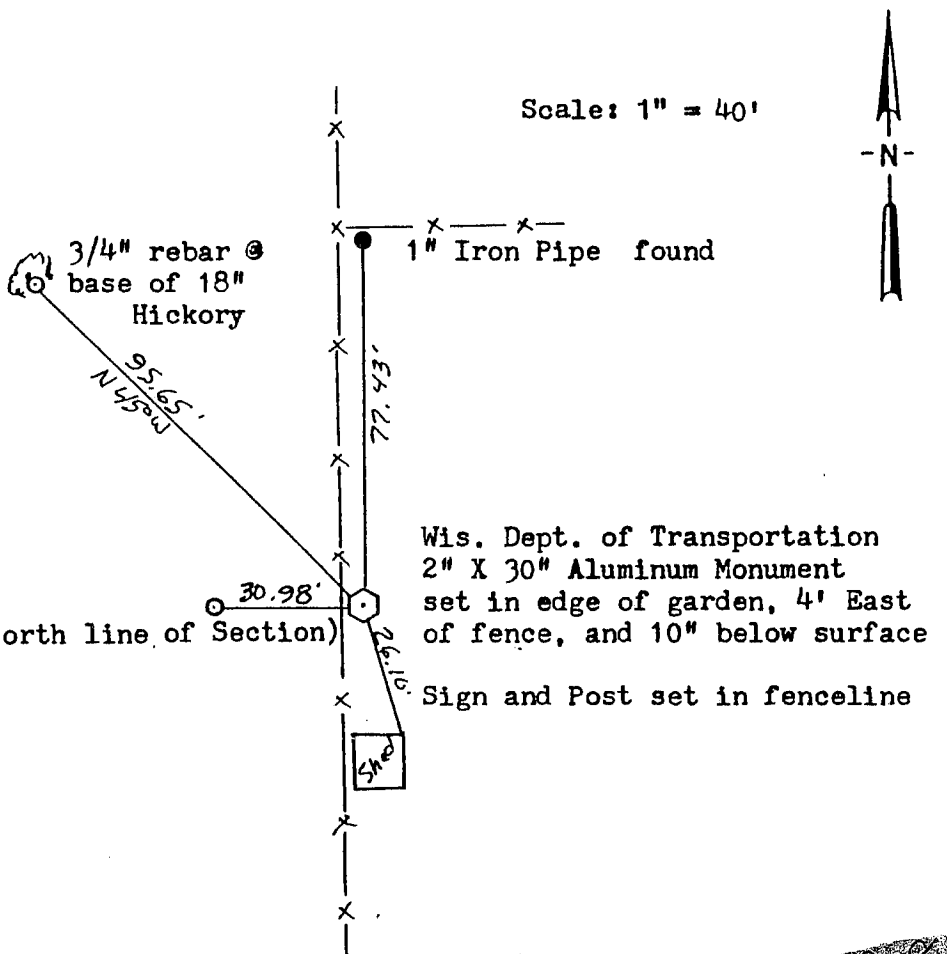 Scale: 1" = 40'
-N-
3/4" rebar @
base of 18"
Hickory
1" Iron Pipe found
95.65'
N45°W
77.43'
Wis. Dept. of Transportation
2" X 30" Aluminum Monument
set in edge of garden, 4' East
of fence, and 10" below surface
30.98'
orth line of Section)
26.10'
Sign and Post set in fenceline
Shed